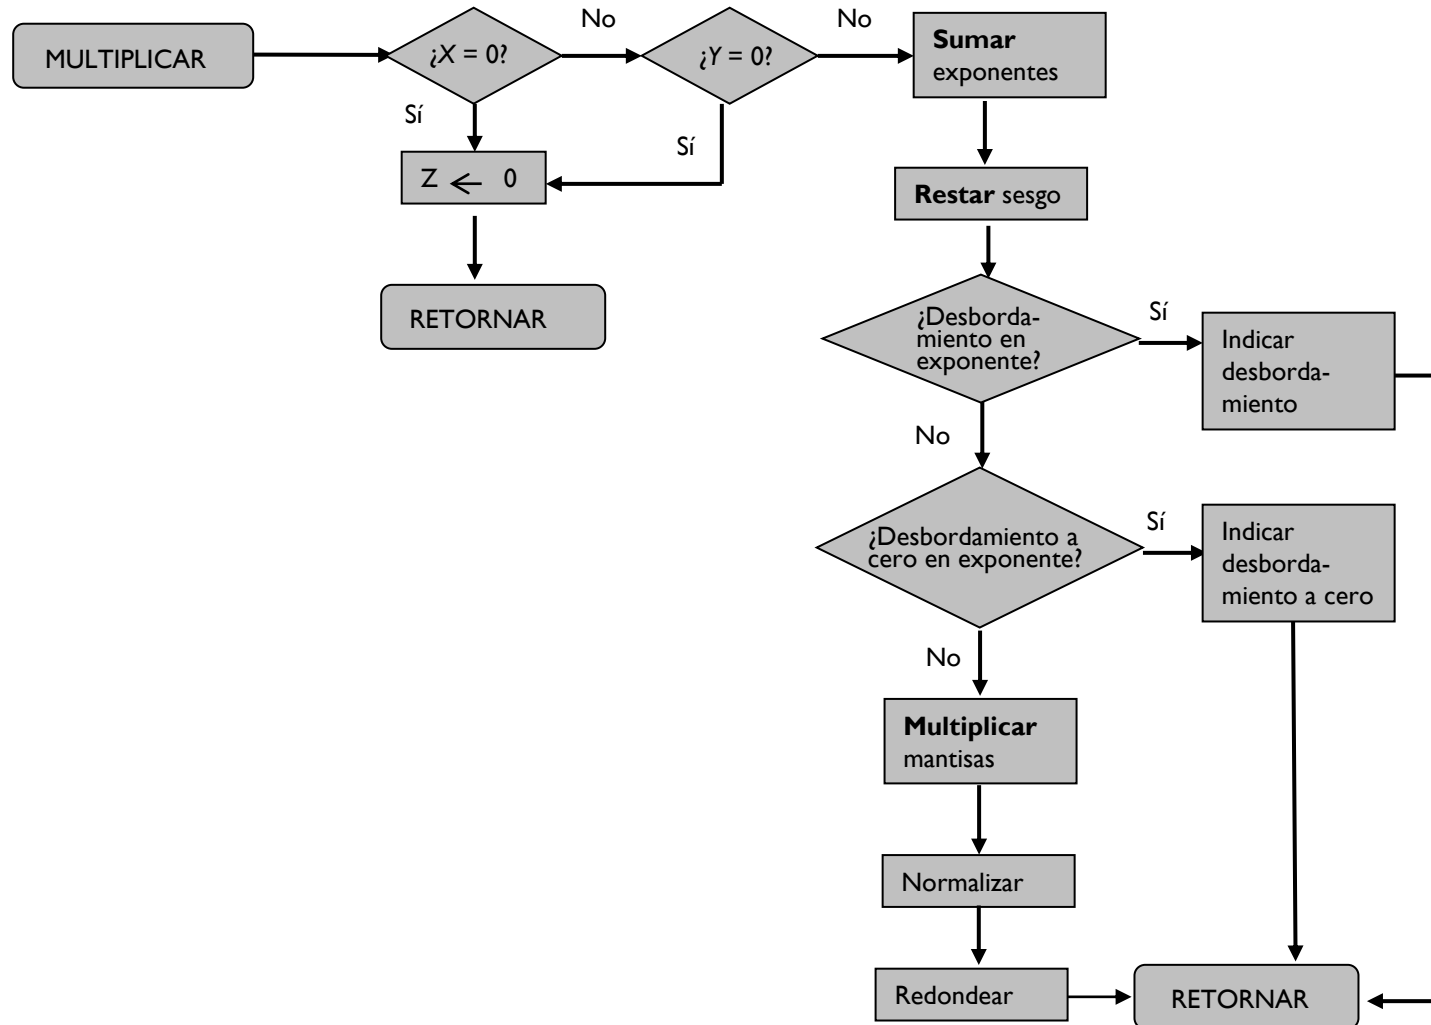 MULTIPLICAR
¿X = 0?
No
¿Y = 0?
No
Sumar
exponentes
Sí
Sí
Z ← 0
RETORNAR
Restar sesgo
¿Desborda-
miento en
exponente?
Sí
Indicar
desborda-
miento
No
¿Desbordamiento a
cero en exponente?
Sí
Indicar
desborda-
miento a cero
No
Multiplicar
mantisas
Normalizar
Redondear
RETORNAR